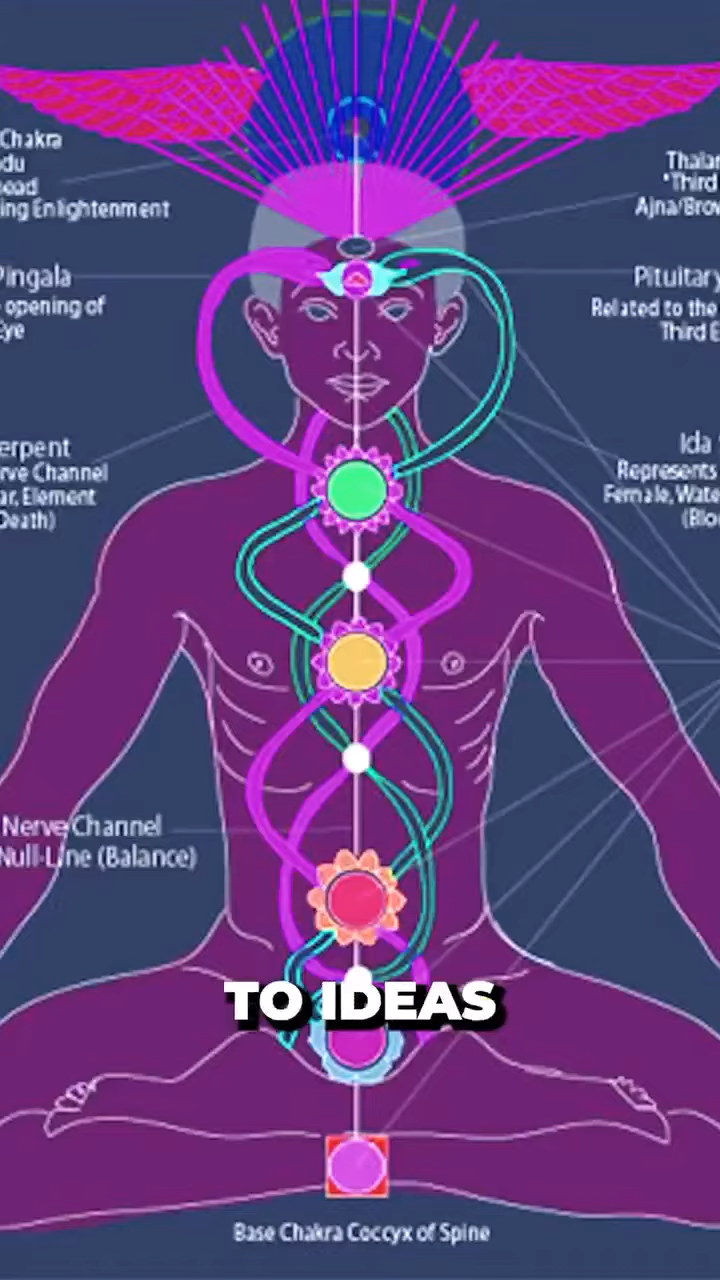 Chakra
du
ead
ing Enlightenment
Thalar
"Third
Ajna/Brow
Pingala
opening of
Eye
Pituitary
Related to the
Third E
erpent
rve Channel
ar, Element
Death)
Ida
Represents
Female, Wate
(Bloo
Nerve Channel
Null-Line (Balance)
TO IDEAS
Base Chakra Coccyx of Spine